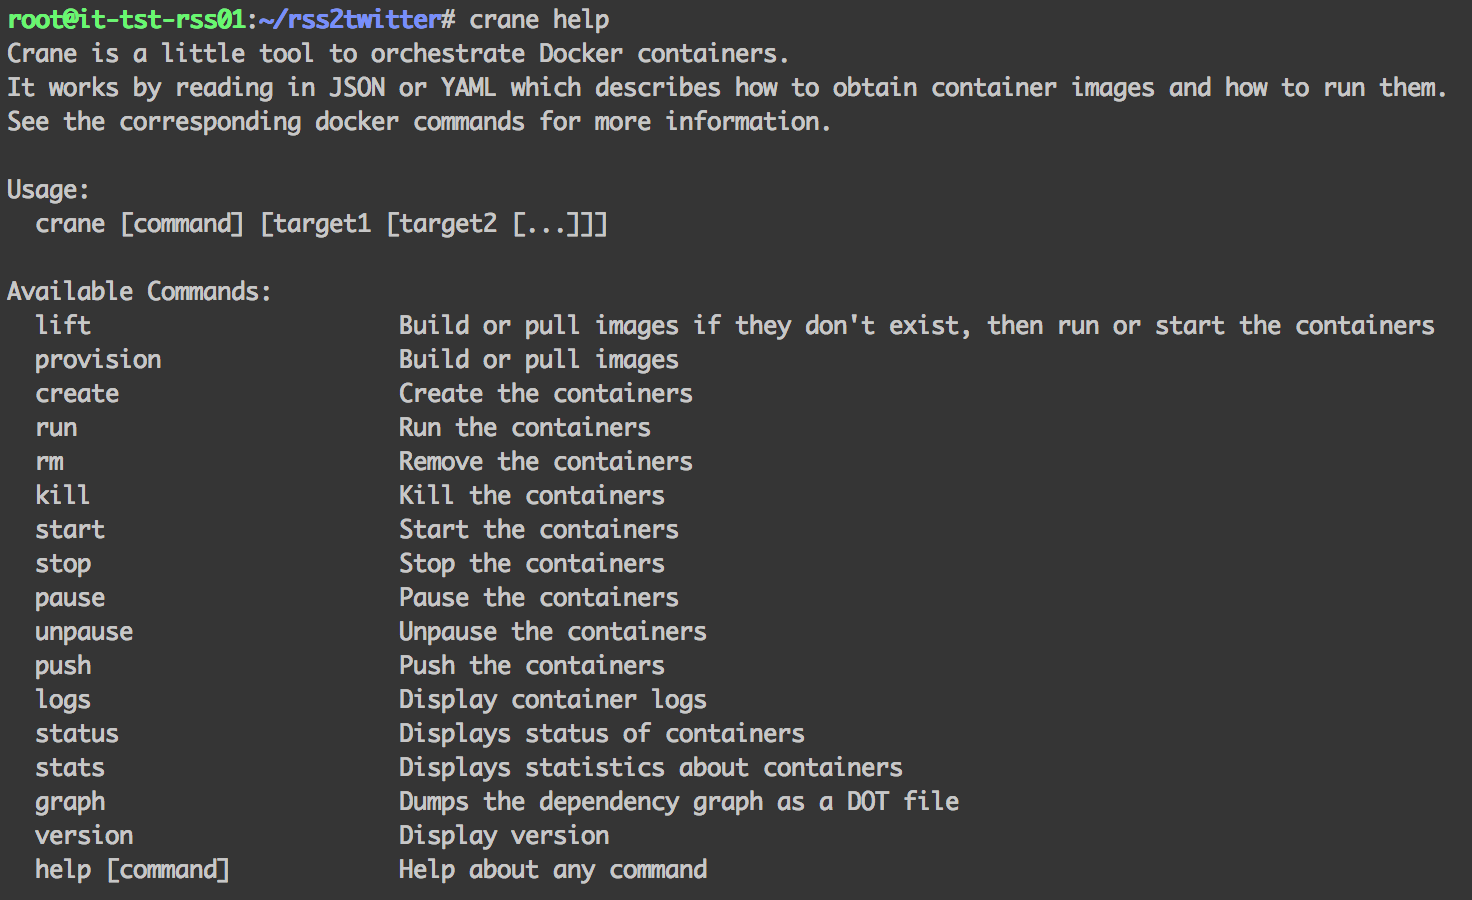 root@it-tst-rss01:~/rss2twitter# crane help
Crane is a little tool to orchestrate Docker containers.
It works by reading in JSON or YAML which describes how to obtain container images and how to run them.
See the corresponding docker commands for more information.

Usage:
  crane [command] [target1 [target2 [...]]]

Available Commands:
  lift                      Build or pull images if they don't exist, then run or start the containers
  provision                 Build or pull images
  create                    Create the containers
  run                       Run the containers
  rm                        Remove the containers
  kill                      Kill the containers
  start                     Start the containers
  stop                      Stop the containers
  pause                     Pause the containers
  unpause                   Unpause the containers
  push                      Push the containers
  logs                      Display container logs
  status                    Displays status of containers
  stats                     Displays statistics about containers
  graph                     Dumps the dependency graph as a DOT file
  version                   Display version
  help [command]            Help about any command